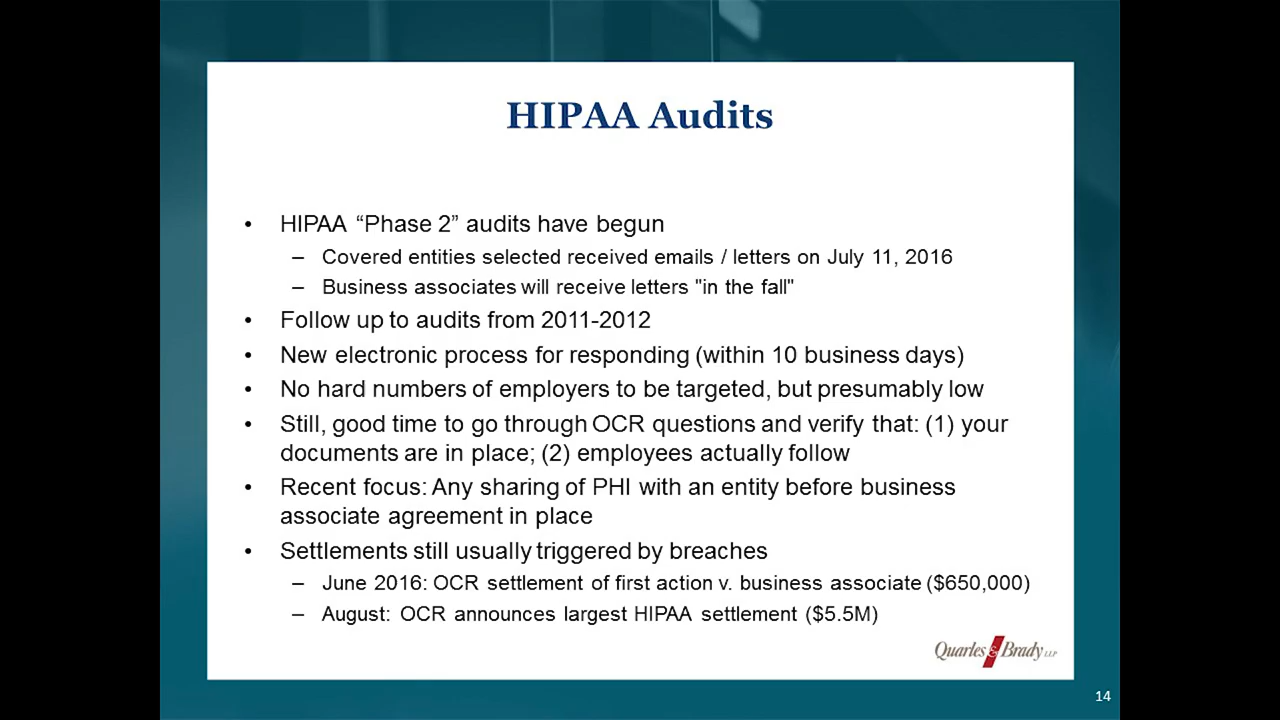 HIPAA Audits
• HIPAA “Phase 2” audits have begun
– Covered entities selected received emails / letters on July 11, 2016
– Business associates will receive letters "in the fall"
• Follow up to audits from 2011-2012
• New electronic process for responding (within 10 business days)
• No hard numbers of employers to be targeted, but presumably low
• Still, good time to go through OCR questions and verify that: (1) your
documents are in place; (2) employees actually follow
• Recent focus: Any sharing of PHI with an entity before business
associate agreement in place
• Settlements still usually triggered by breaches
– June 2016: OCR settlement of first action v. business associate ($650,000)
– August: OCR announces largest HIPAA settlement ($5.5M)
Quarles & Brady LLP
14